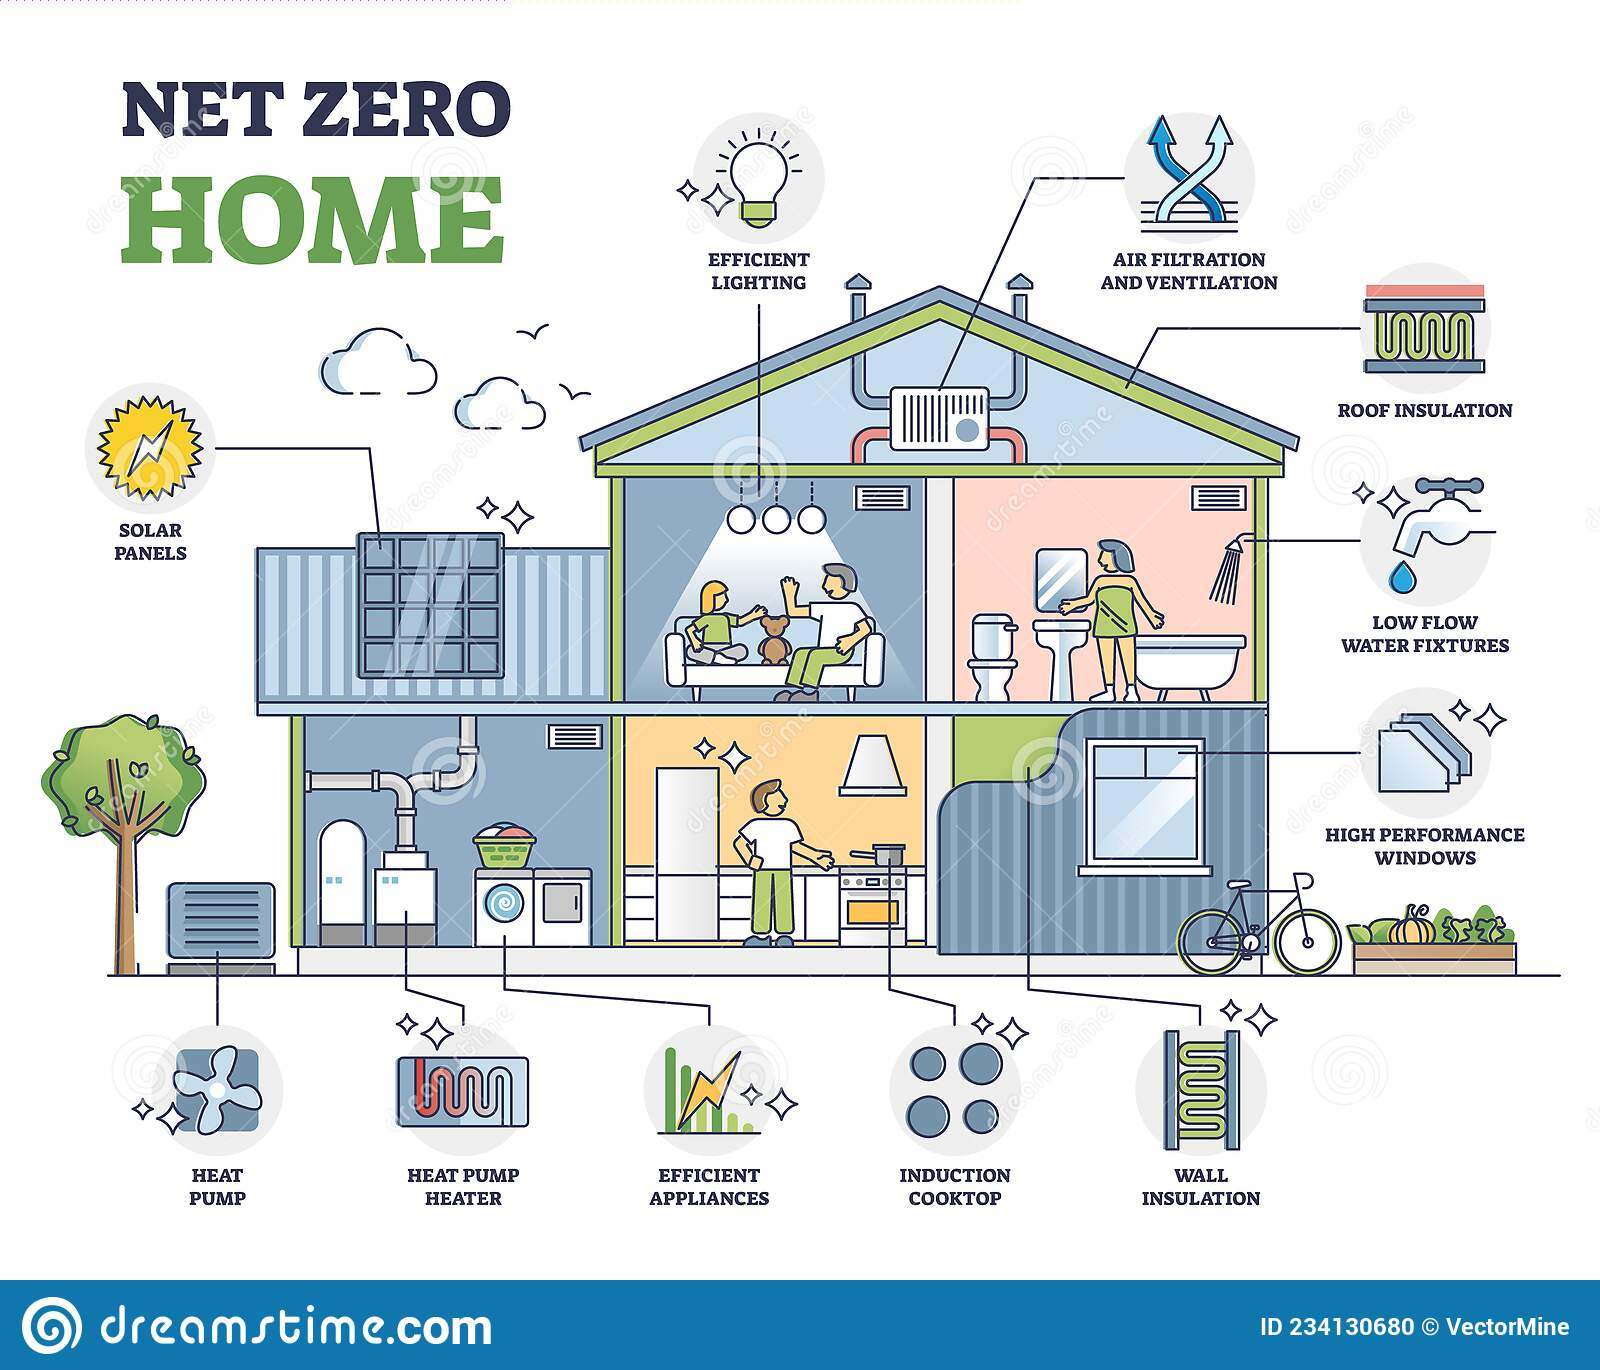 NET ZERO
HOME
EFFICIENT
LIGHTING
AIR FILTRATION
AND VENTILATION
ROOF INSULATION
SOLAR
PANELS
LOW FLOW
WATER FIXTURES
HIGH PERFORMANCE
WINDOWS
HEAT
PUMP
HEAT PUMP
HEATER
EFFICIENT
APPLIANCES
INDUCTION
COOKTOP
WALL
INSULATION
dreamstime.com
ID 234130680 © VectorMine